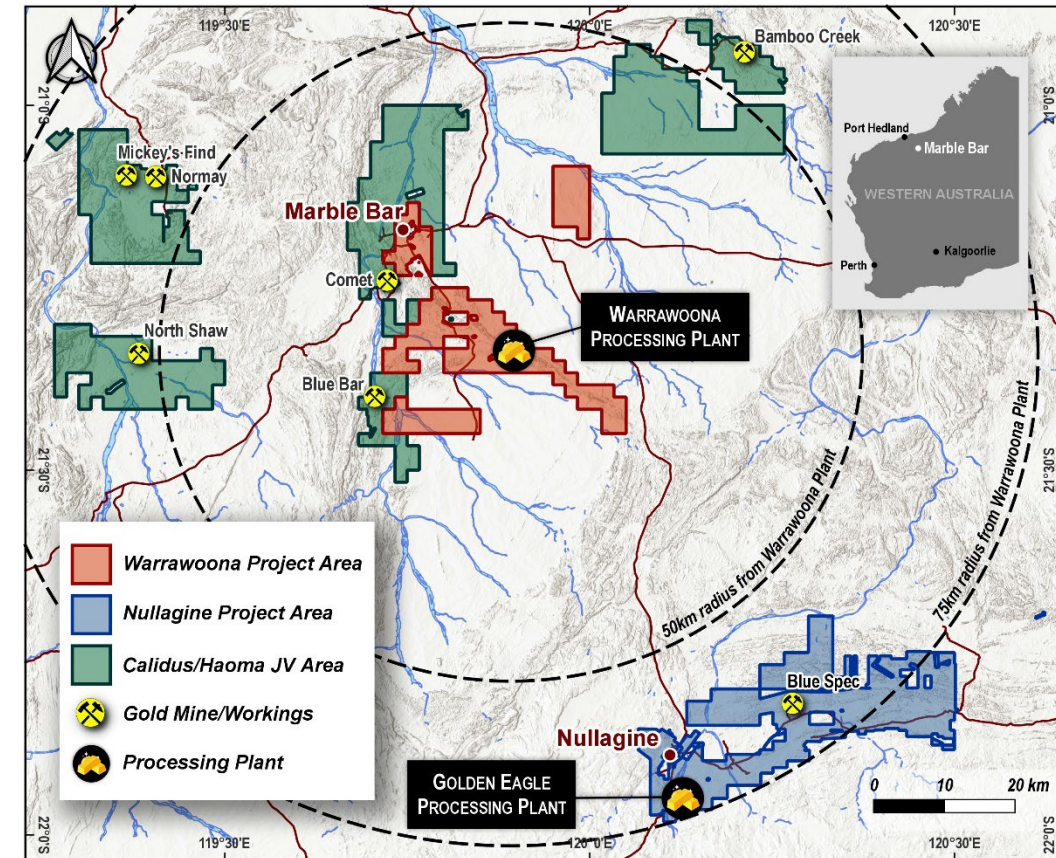 119°30'E
120°0'E
120°30'E
Bamboo Creek
21°0'S
21°0'S
Port Hedland
Marble Bar
WESTERN AUSTRALIA
Kalgoorlie
Perth
Mickey's Find
Normay
Marble Bar
Comet
WARRAWOONA
PROCESSING PLANT
North Shaw
Blue Bar
21°30'S
21°30'S
50km radius from Warrawoona Plant
75km radius from Warrawoona Plant
Warrawoona Project Area
Nullagine Project Area
Calidus/Haoma JV Area
Gold Mine/Workings
Processing Plant
Blue Spec
Nullagine
GOLDEN EAGLE
PROCESSING PLANT
0 10 20 km
22°0'S
22°0'S
119°30'E
120°0'E
120°30'E